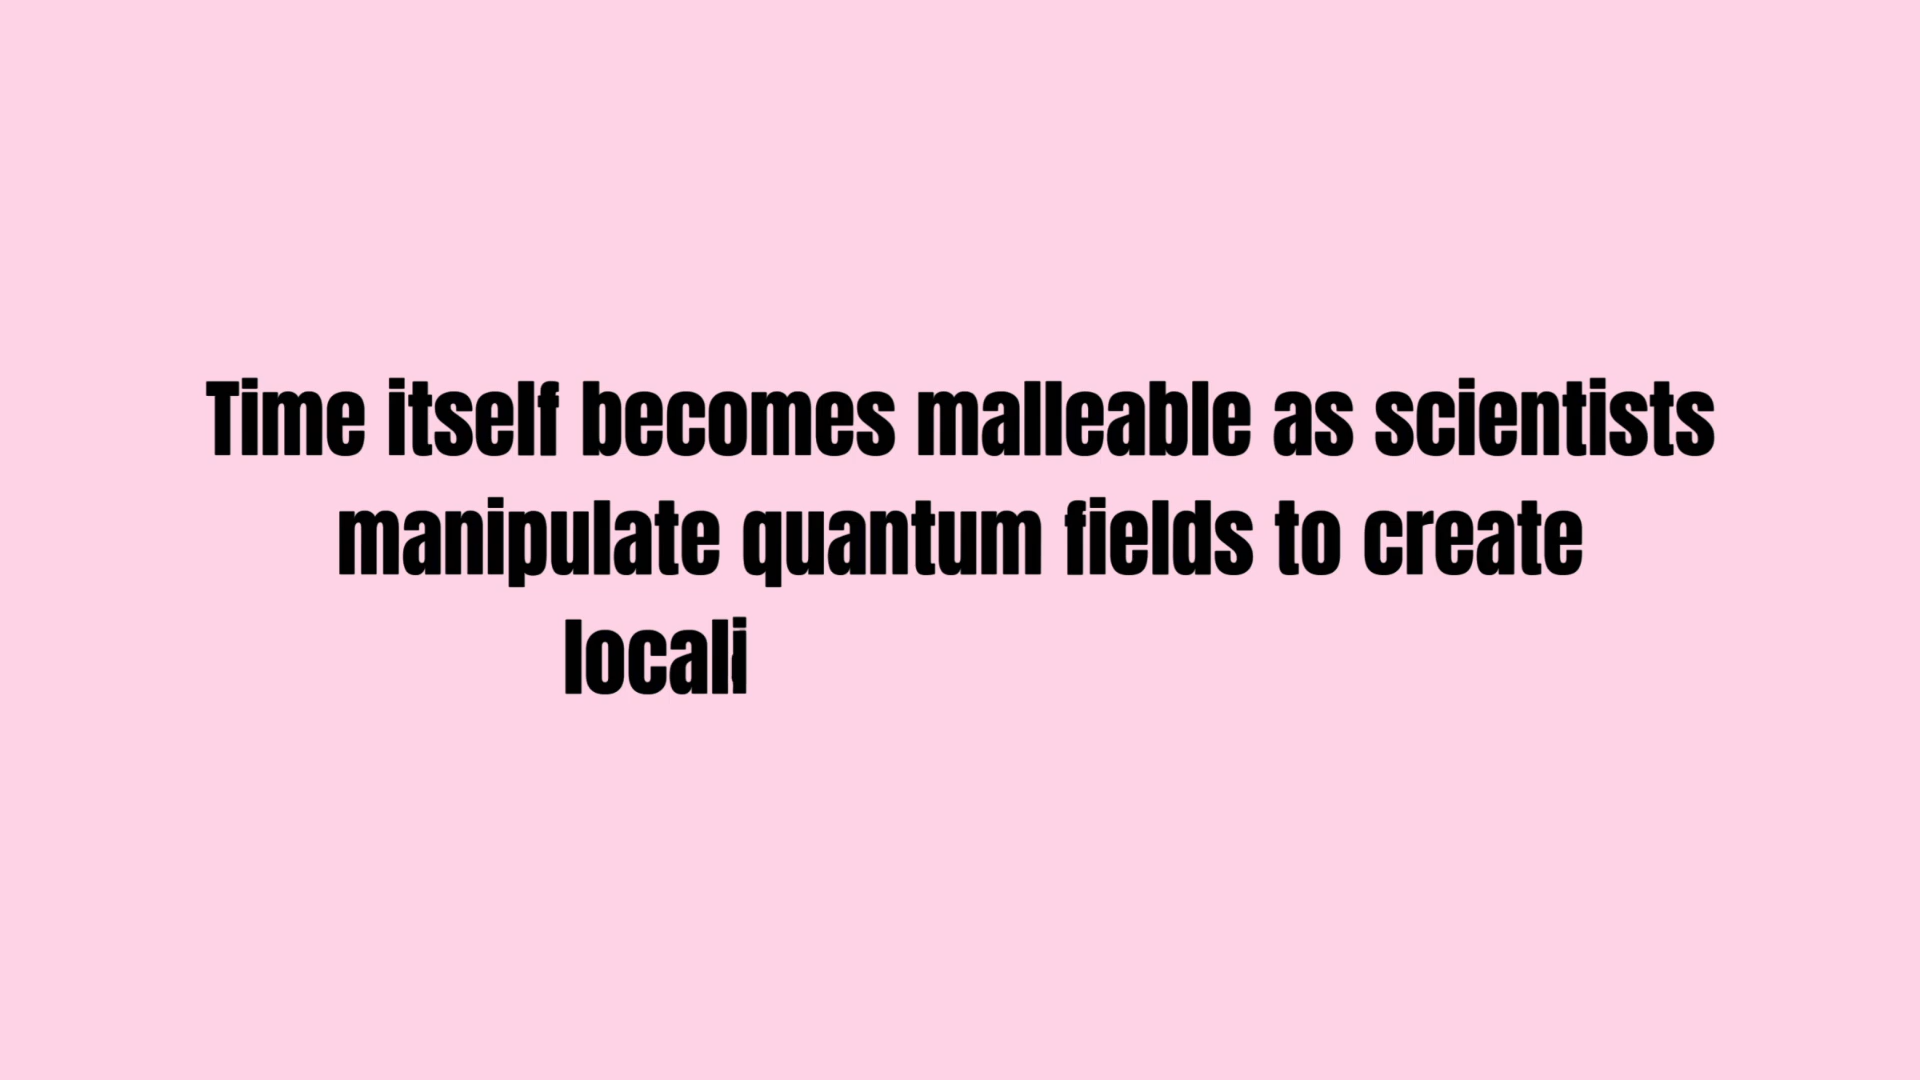 Time itself becomes malleable as scientists
manipulate quantum fields to create
locali